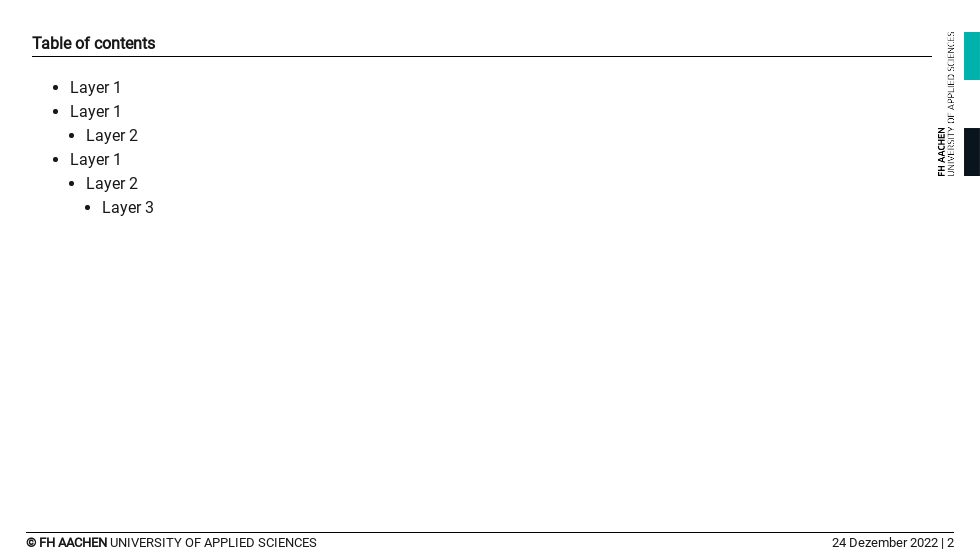 Table of contents
• Layer 1
• Layer 1
• Layer 2
• Layer 1
• Layer 2
• Layer 3
FH AACHEN
UNIVERSITY OF APPLIED SCIENCES
© FH AACHEN UNIVERSITY OF APPLIED SCIENCES
24 Dezember 2022 | 2